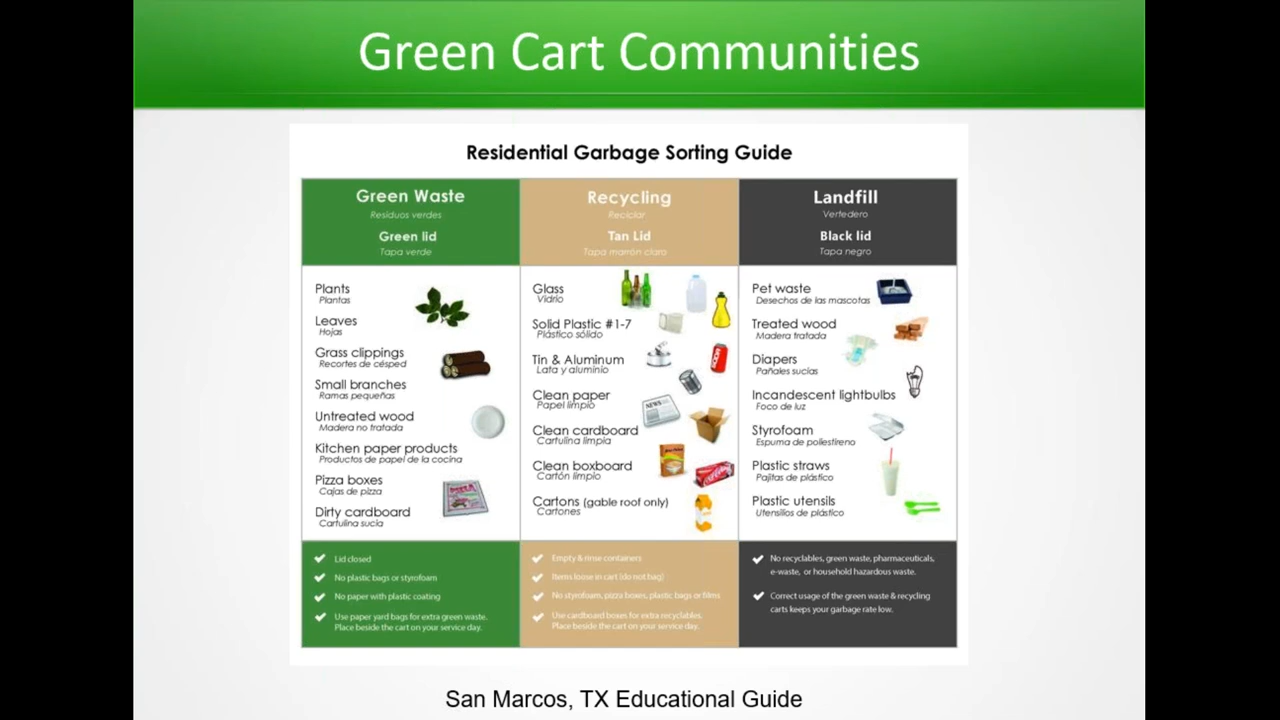 Green Cart Communities
Residential Garbage Sorting Guide
Green Waste
Residuos verdes
Green lid
Tapa verde
Plants
Plantas
Leaves
Hojas
Grass clippings
Recortes de césped
Small branches
Ramas pequeñas
Untreated wood
Madera no tratada
Kitchen paper products
Productos de papel de la cocina
Pizza boxes
Cajas de pizza
Dirty cardboard
Cartulina sucia
Lid closed
No plastic bags or styrofoam
No paper with plastic coating
Use paper yard bags for extra green waste.
Place beside the cart on your service day.
Recycling
Reciclar
Tan Lid
Tapa marrón claro
Glass
Vidrio
Solid Plastic #1-7
Plástico sólido
Tin & Aluminum
Lata y aluminio
Clean paper
Papel limpio
NEWS
Clean cardboard
Cartulina limpia
Clean boxboard
Cartón limpio
Cartons (gable roof only)
Cartones
Empty & rinse containers
Items loose in cart (do not bag)
No styrofoam, pizza boxes, plastic bags or films
Use cardboard boxes for extra recyclables.
Place beside the cart on your service day.
Landfill
Vertedero
Black lid
Tapa negro
Pet waste
Desechos de las mascotas
Treated wood
Madera tratada
Diapers
Pañales sucias
Incandescent lightbulbs
Foco de luz
Styrofoam
Espuma de poliestireno
Plastic straws
Pajitas de plástico
Plastic utensils
Utensilios de plástico
No recyclables, green waste, pharmaceuticals,
e-waste, or household hazardous waste.
Correct usage of the green waste & recycling
carts keeps your garbage rate low.
San Marcos, TX Educational Guide